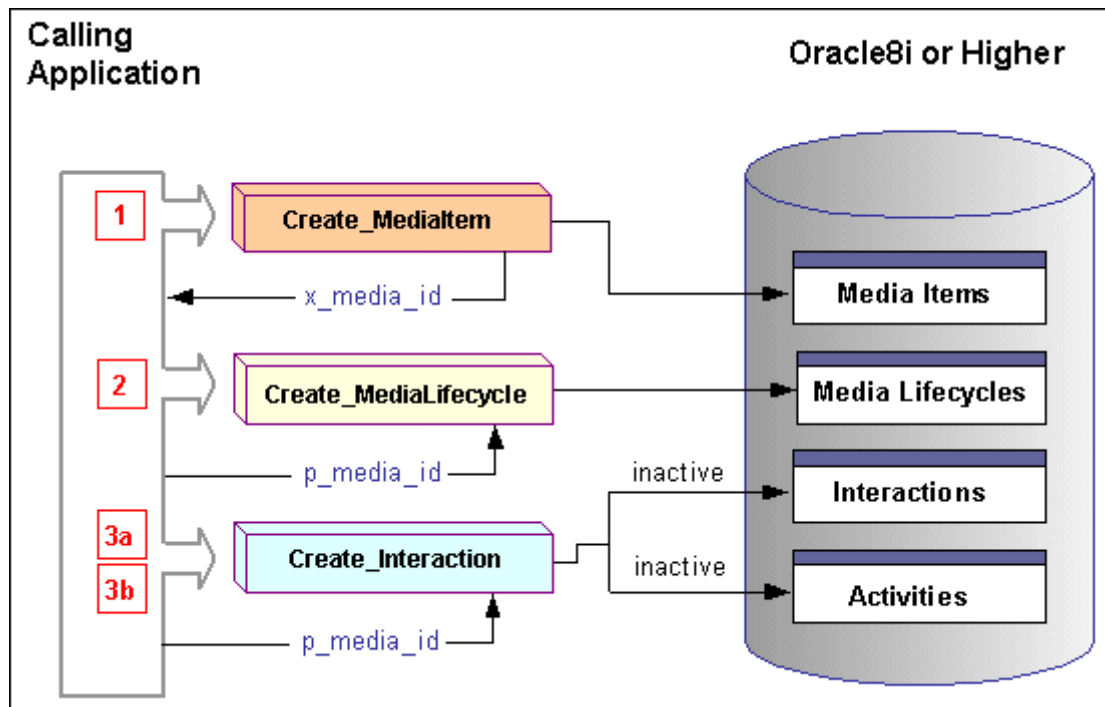 Calling
Application
Oracle8i or Higher
1
Create_MediaItem
x_media_id
Media Items
2
Create_MediaLifecycle
p_media_id
Media Lifecycles
3a
3b
Create_Interaction
p_media_id
inactive
Interactions
inactive
Activities